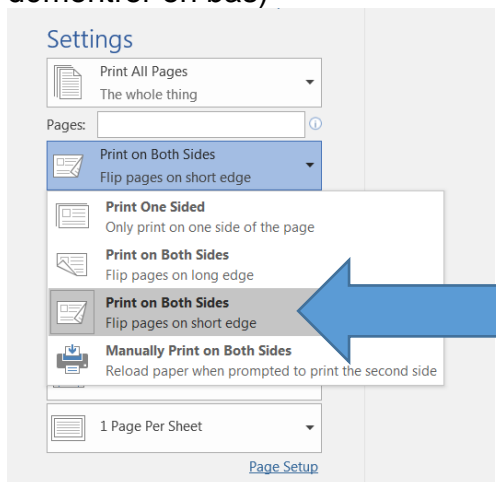 démontrer en bas)
Settings
Print All Pages
The whole thing
Pages:
Print on Both Sides
Flip pages on short edge
Print One Sided
Only print on one side of the page
Print on Both Sides
Flip pages on long edge
Print on Both Sides
Flip pages on short edge
Manually Print on Both Sides
Reload paper when prompted to print the second side
1 Page Per Sheet
Page Setup